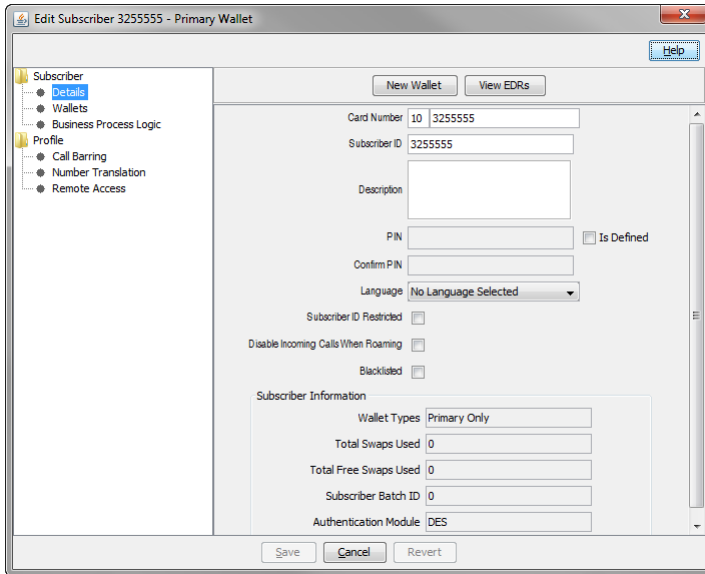 Edit Subscriber 3255555 - Primary Wallet
Help
Subscriber
Details
Wallets
Business Process Logic
Profile
Call Barring
Number Translation
Remote Access
New Wallet View EDRs
Card Number 10 3255555
Subscriber ID 3255555
Description
PIN Is Defined
Confirm PIN
Language No Language Selected
Subscriber ID Restricted
Disable Incoming Calls When Roaming
Blacklisted
Subscriber Information
Wallet Types Primary Only
Total Swaps Used 0
Total Free Swaps Used 0
Subscriber Batch ID 0
Authentication Module DES
Save Cancel Revert